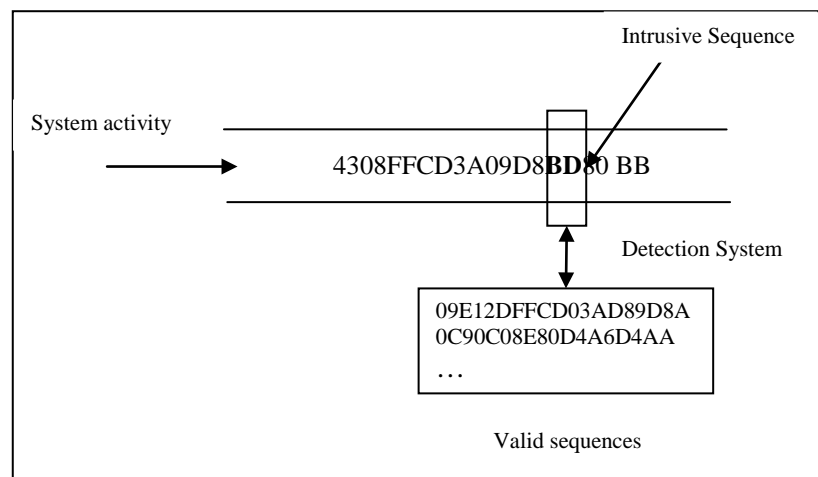 Intrusive Sequence
System activity
4308FFCD3A09D8BD80 BB
Detection System
09E12DFFCD03AD89D8A
0C90C08E80D4A6D4AA
…
Valid sequences